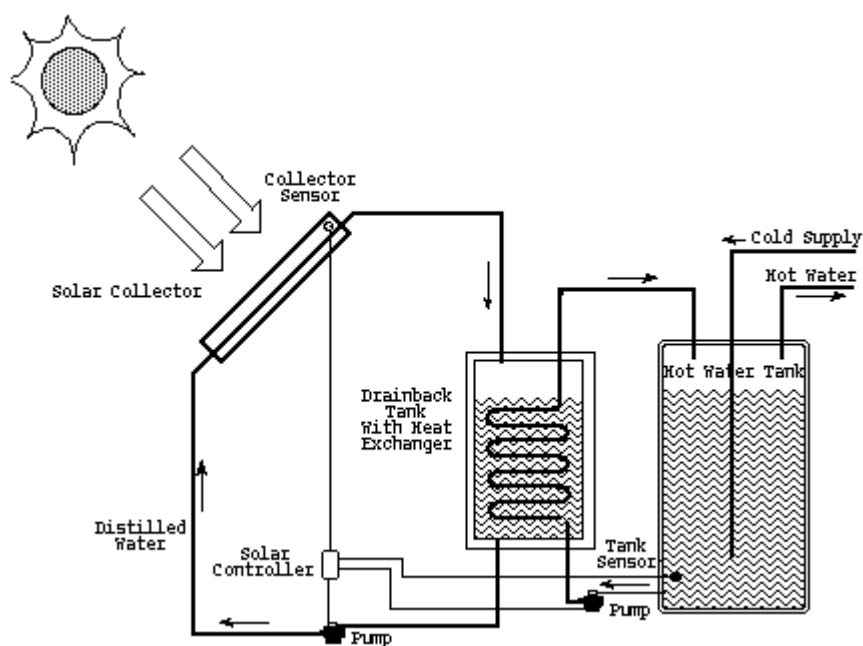 Collector
Sensor
Solar Collector
Cold Supply
Hot Water
Hot Water Tank
Drainback
Tank
With Heat
Exchanger
Distilled
Water
Solar
Controller
Tank
Sensor
Pump
Pump